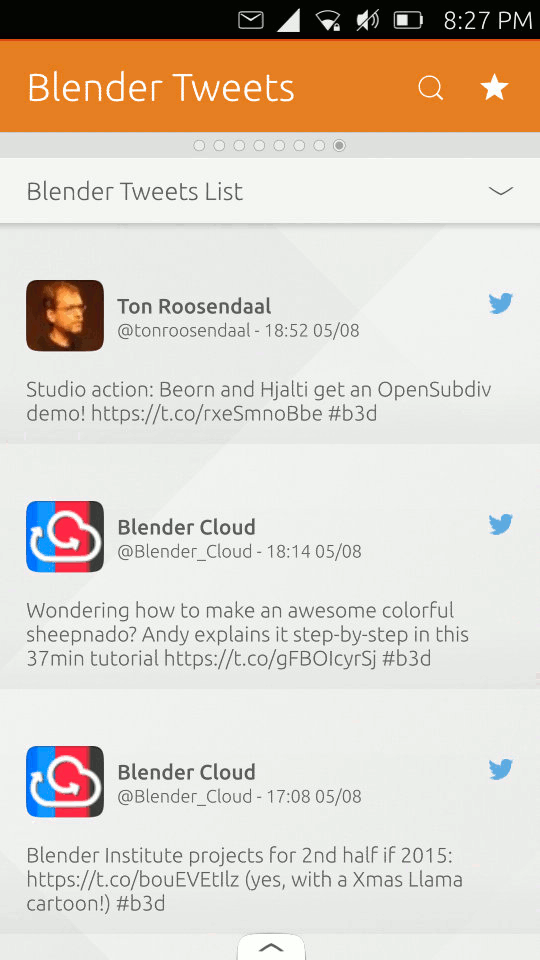 8:27 PM
Blender Tweets
Blender Tweets List
Ton Roosendaal
@tonroosendaal - 18:52 05/08
Studio action: Beorn and Hjalti get an OpenSubdiv
demo! https://t.co/rxeSmnoBbe #b3d
Blender Cloud
@Blender_Cloud - 18:14 05/08
Wondering how to make an awesome colorful
sheepnado? Andy explains it step-by-step in this
37min tutorial https://t.co/gFBOIcyrSj #b3d
Blender Cloud
@Blender_Cloud - 17:08 05/08
Blender Institute projects for 2nd half if 2015:
https://t.co/bouEVEtIlz (yes, with a Xmas Llama
cartoon!) #b3d